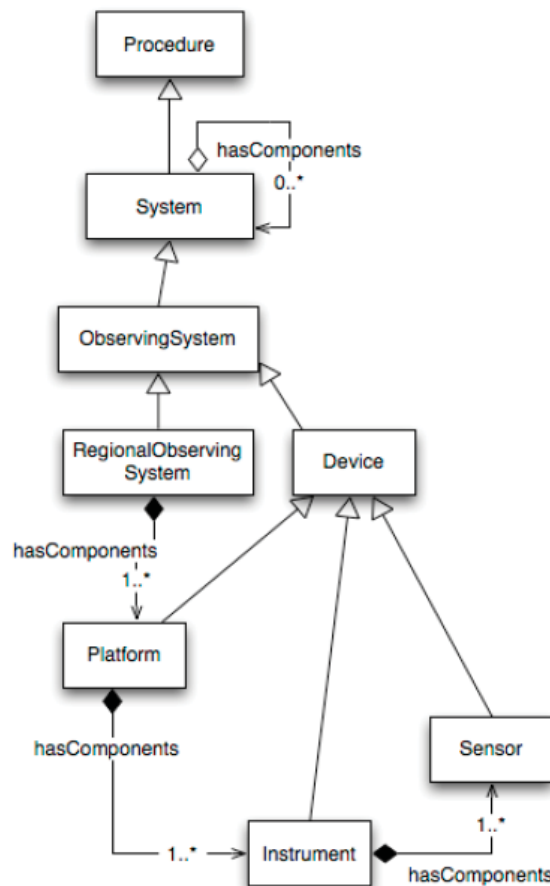 Procedure
hasComponents
0..*
System
ObservingSystem
RegionalObserving
System
Device
hasComponents
1..*
Platform
hasComponents
Sensor
1..*
1..*
Instrument
hasComponents